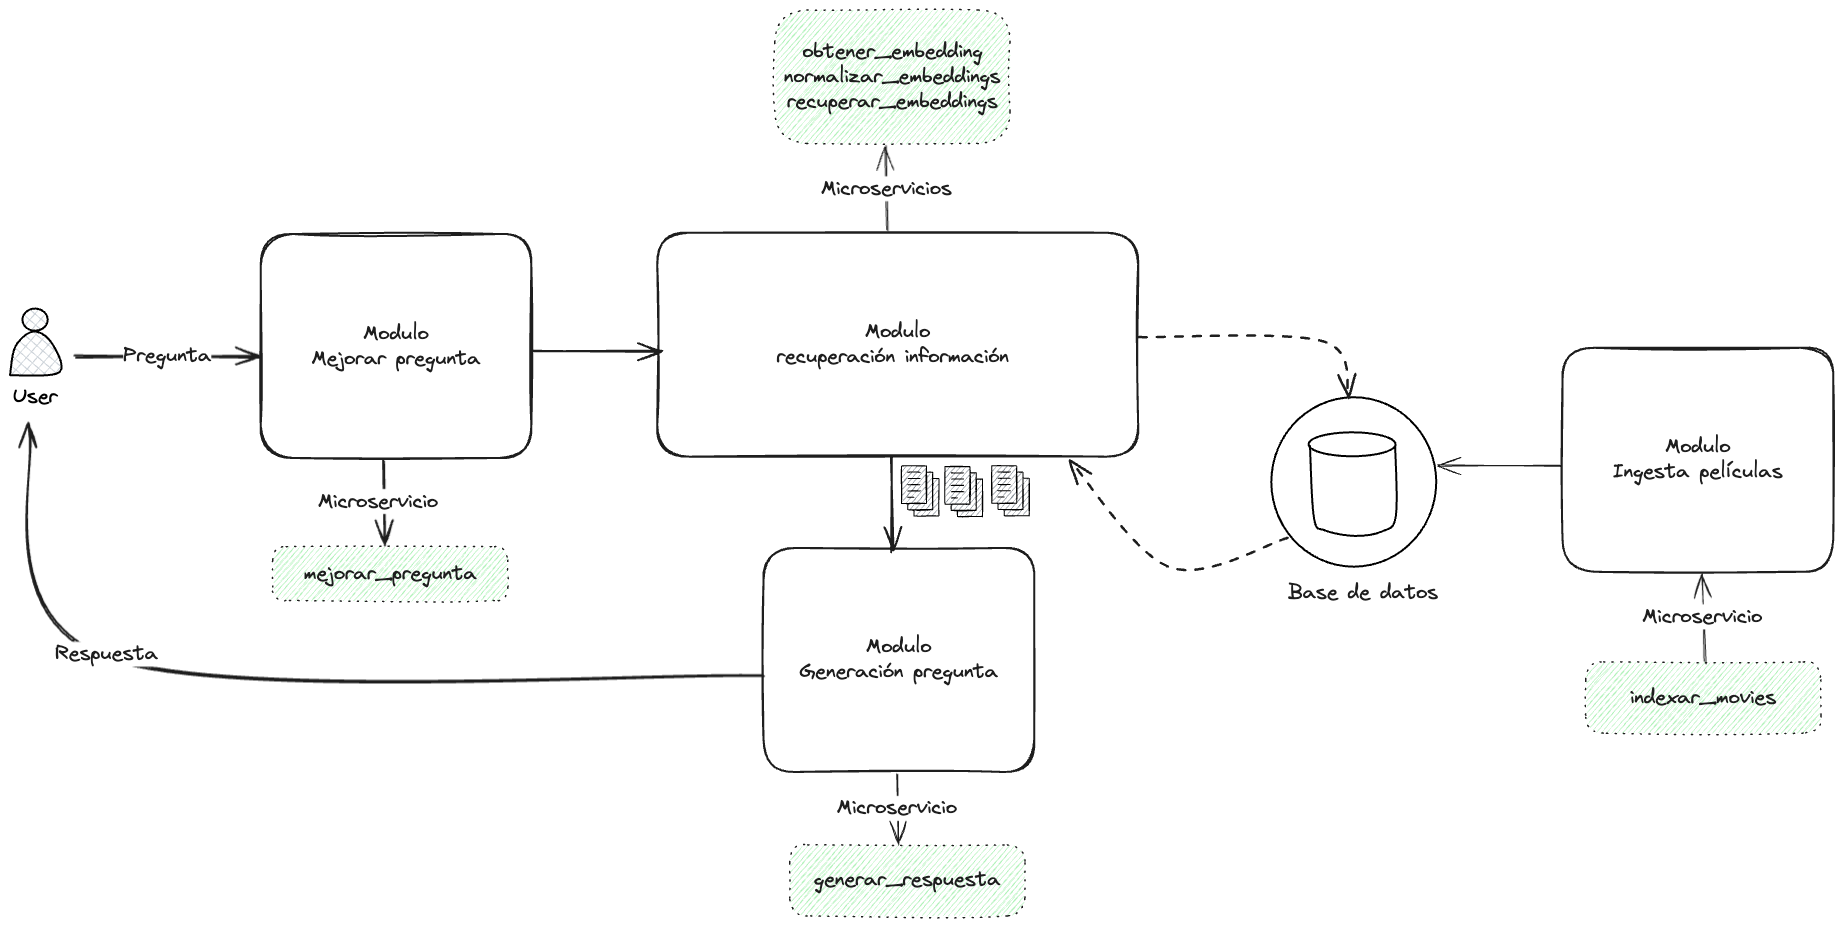 obtener_embedding
normalizar_embeddings
recuperar_embeddings
Microservicios
User
Pregunta
Modulo
Mejorar pregunta
Microservicio
mejorar_pregunta
Modulo
recuperación información
Base de datos
Modulo
Ingesta películas
Microservicio
indexar_movies
Modulo
Generación pregunta
Respuesta
Microservicio
generar_respuesta